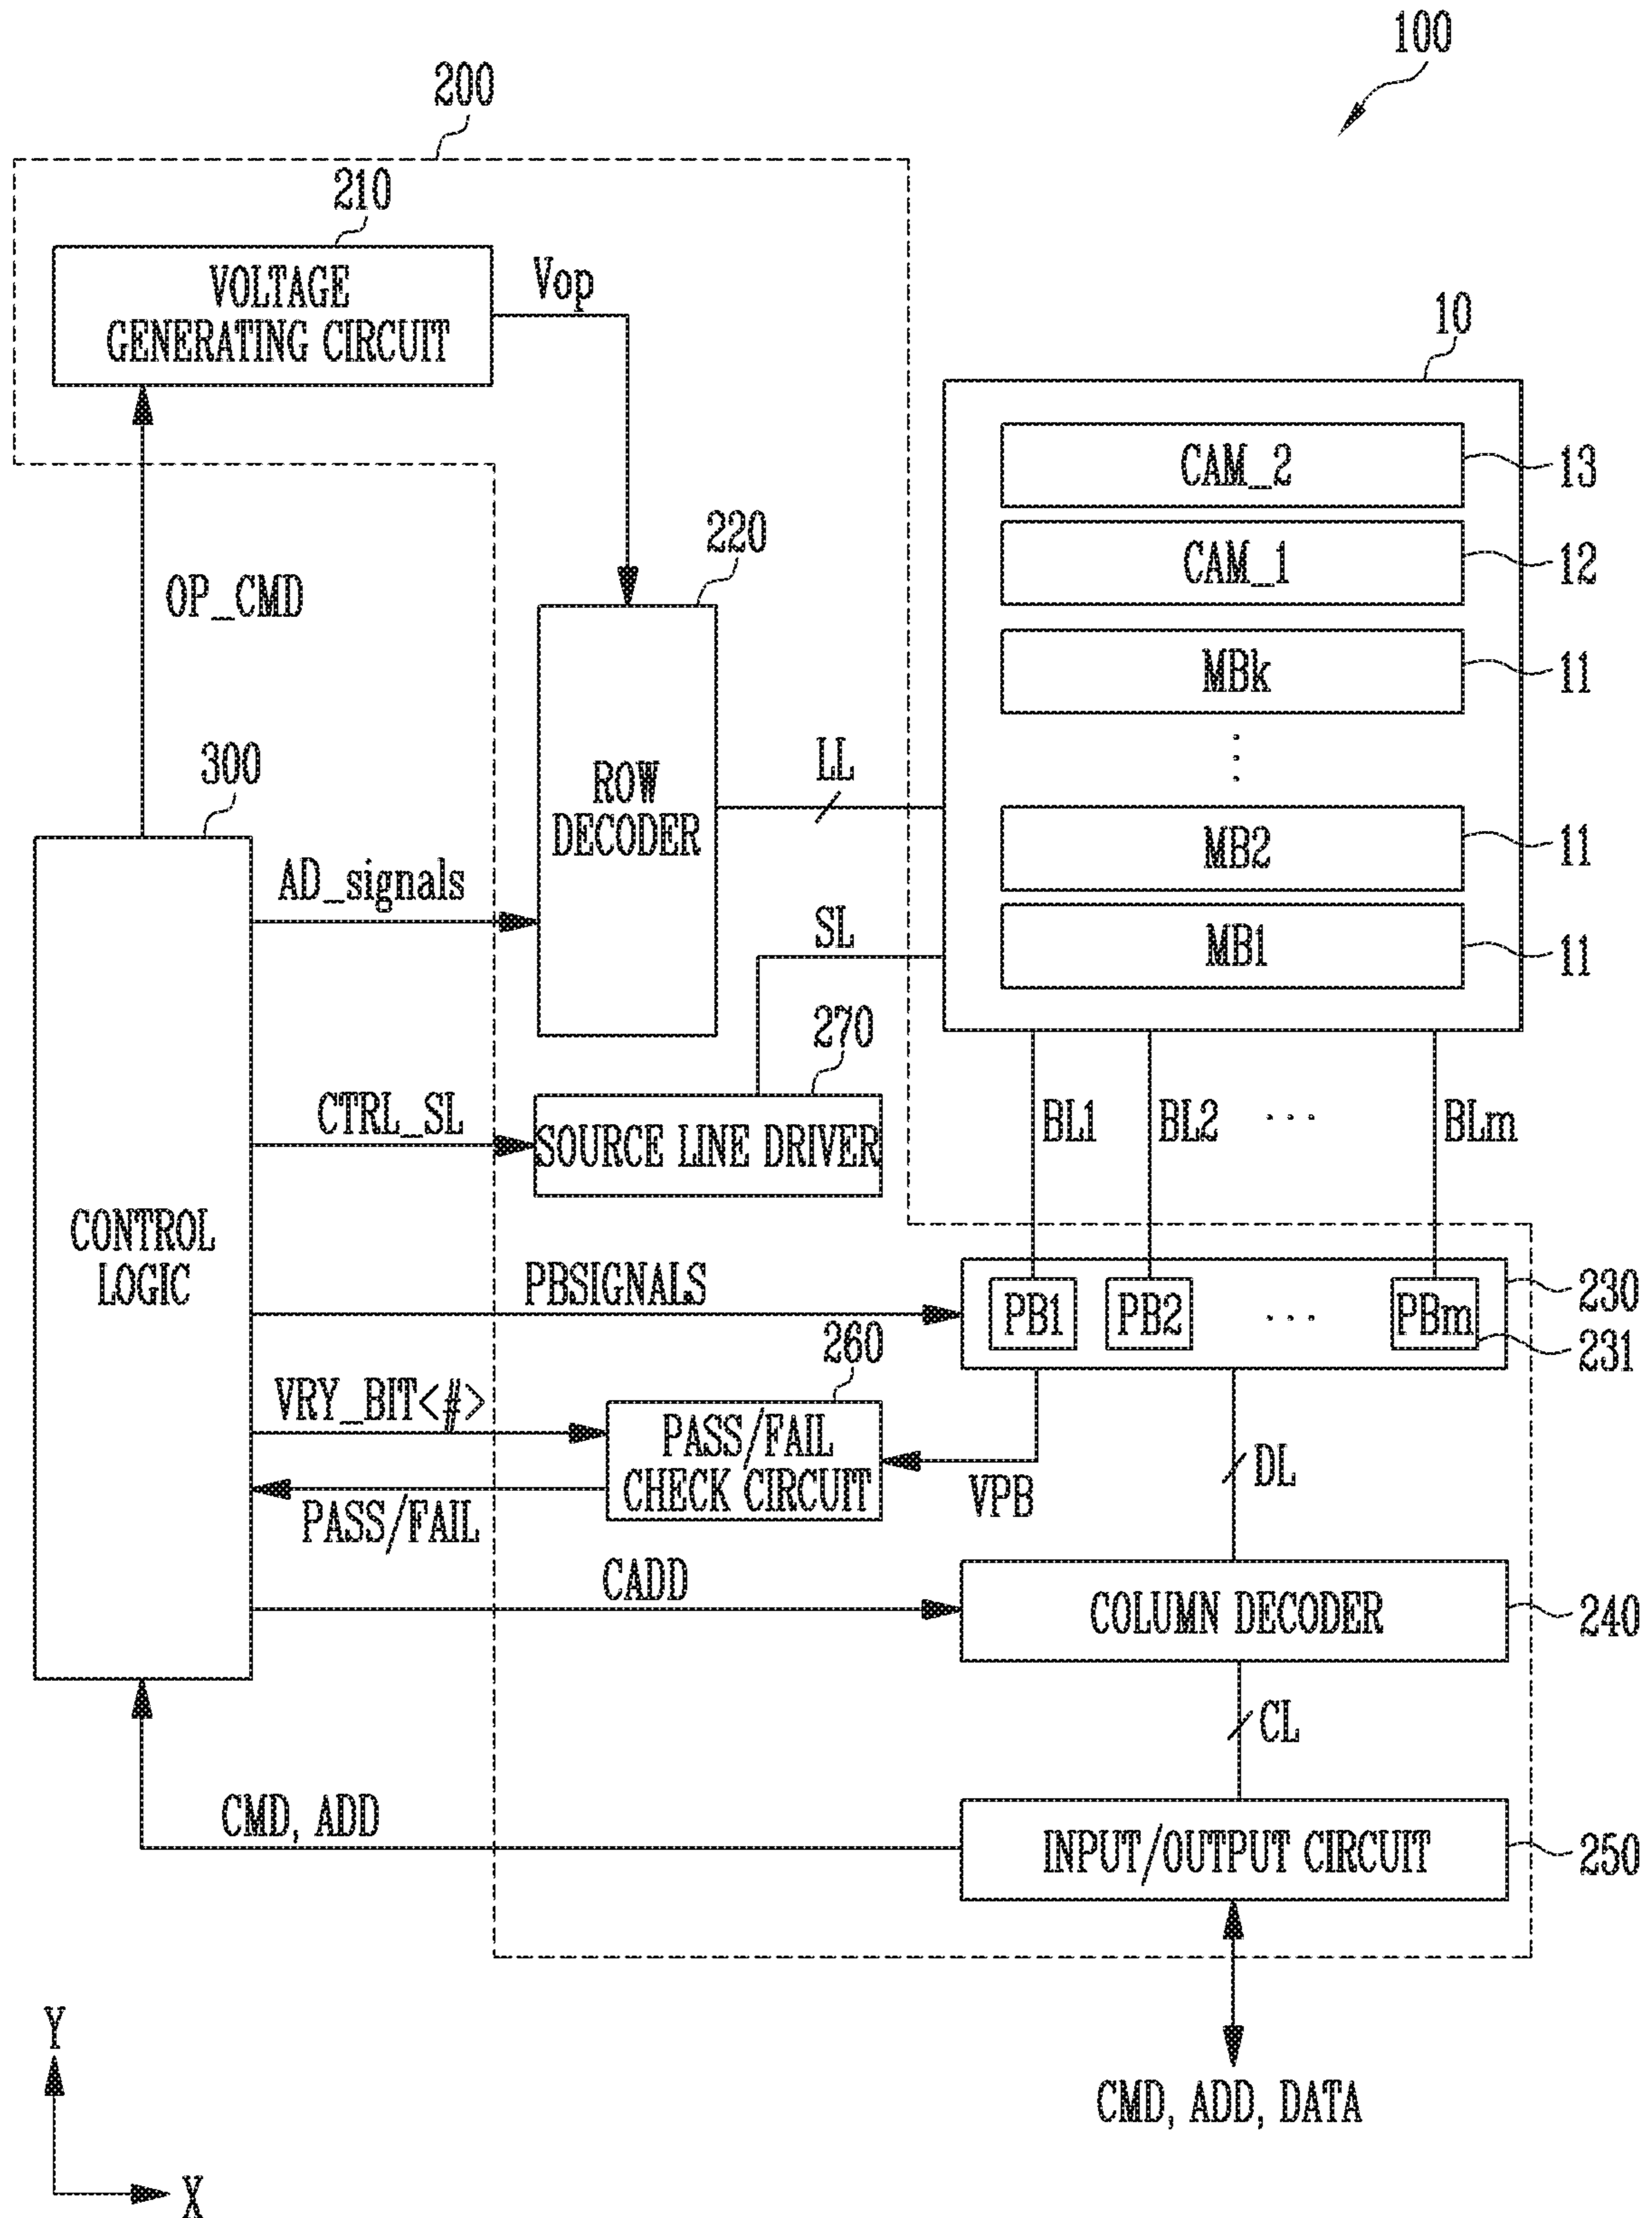 100
200
210
VOLTAGE
GENERATING CIRCUIT
Vop
10
CAM_2
13
CAM_1
12
220
OP_CMD
MBk
11
300
ROW
DECODER
LL
MB2
11
AD_signals
SL
MB1
11
270
CTRL_SL
SOURCE LINE DRIVER
BL1
BL2
...
BLm
CONTROL
LOGIC
PBSIGNALS
PB1
PB2
...
PBm
230
231
260
VRY_BIT<#>
PASS/FAIL
CHECK CIRCUIT
VPB
DL
PASS/FAIL
CADD
COLUMN DECODER
240
CL
CMD, ADD
INPUT/OUTPUT CIRCUIT
250
Y
X
CMD, ADD, DATA